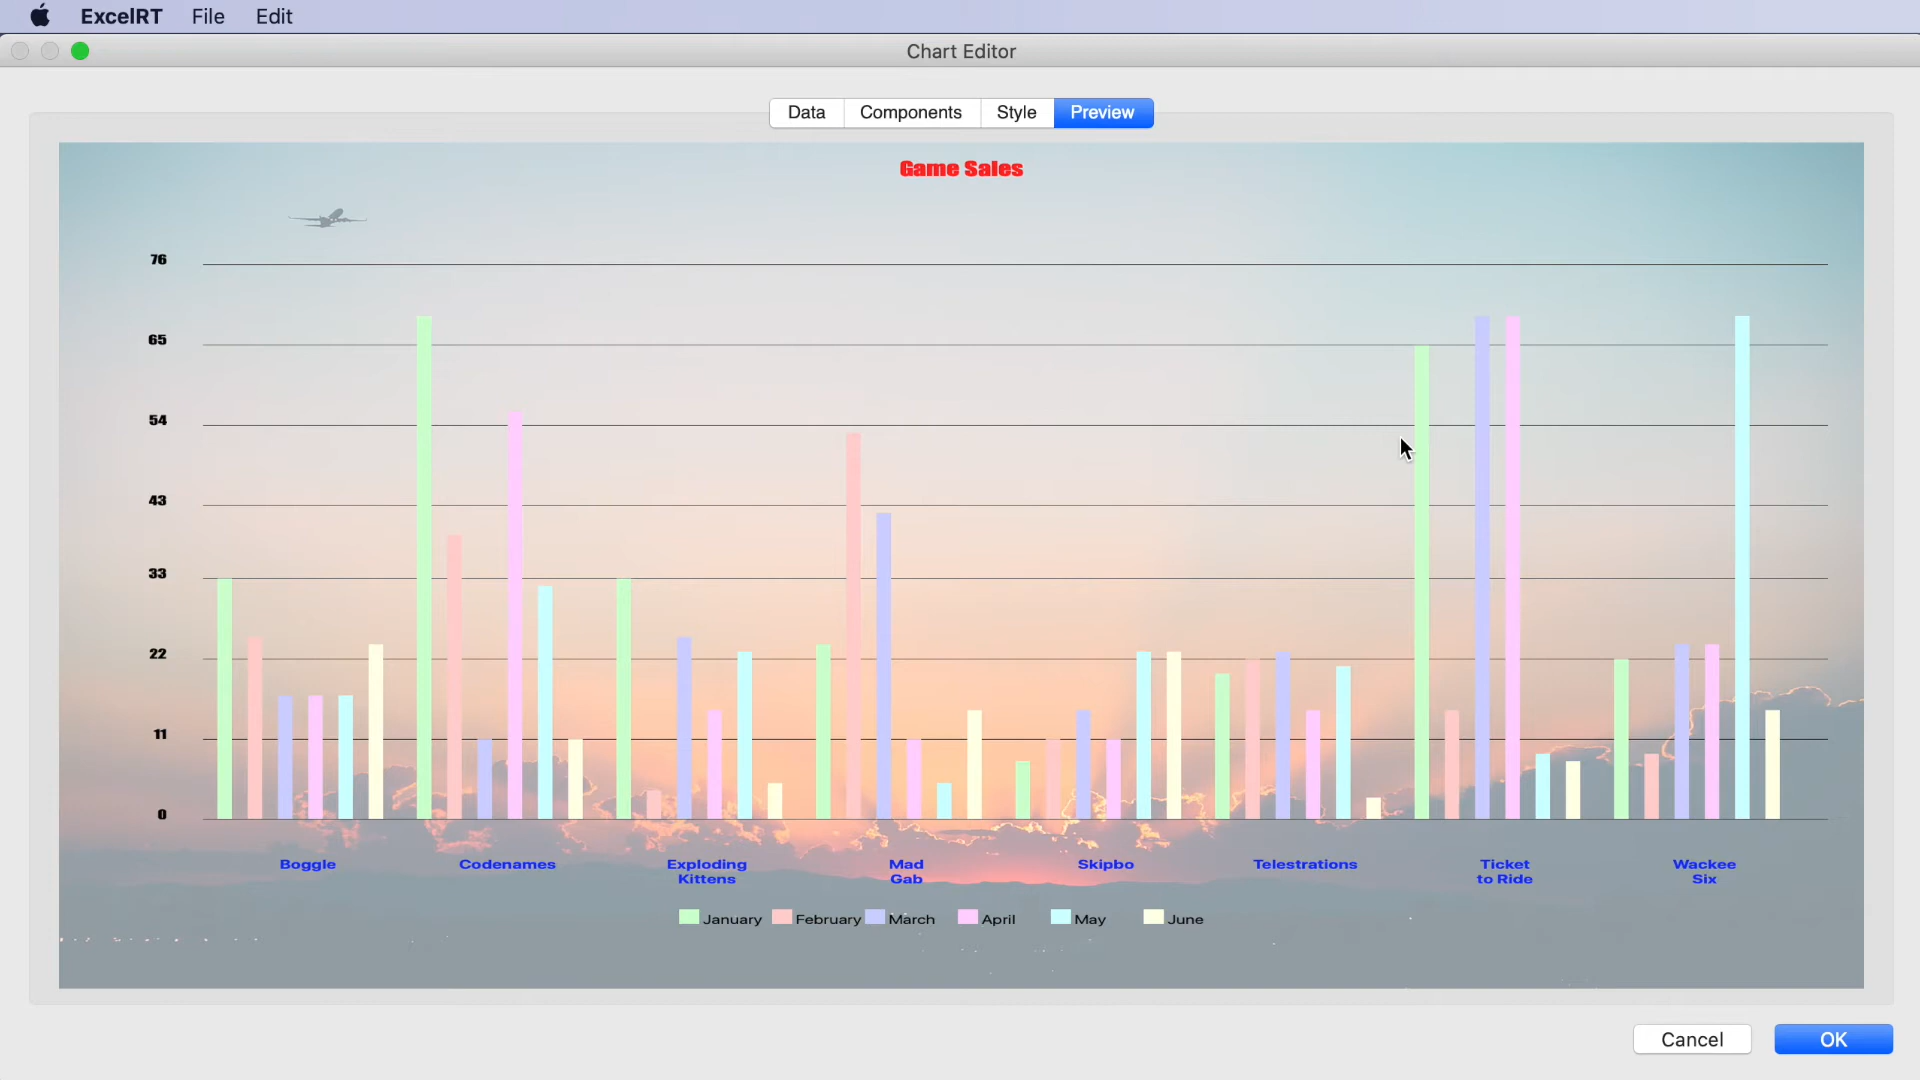 ExcelRT File Edit
Chart Editor
Data Components Style Preview
Game Sales
76
65
54
43
33
22
11
0
Boggle Codenames Exploding Kittens Mad Gab Skipbo Telestrations Ticket to Ride Wackee Six
January February March April May June
Cancel OK